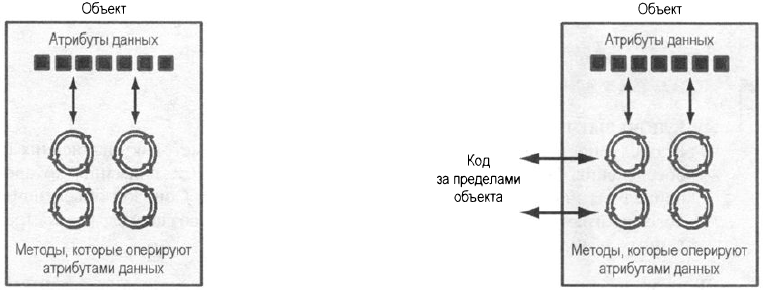 Объект
Атрибуты данных
Методы, которые оперируют
атрибутами данных
Объект
Атрибуты данных
Код
за пределами
объекта
Методы, которые оперируют
атрибутами данных